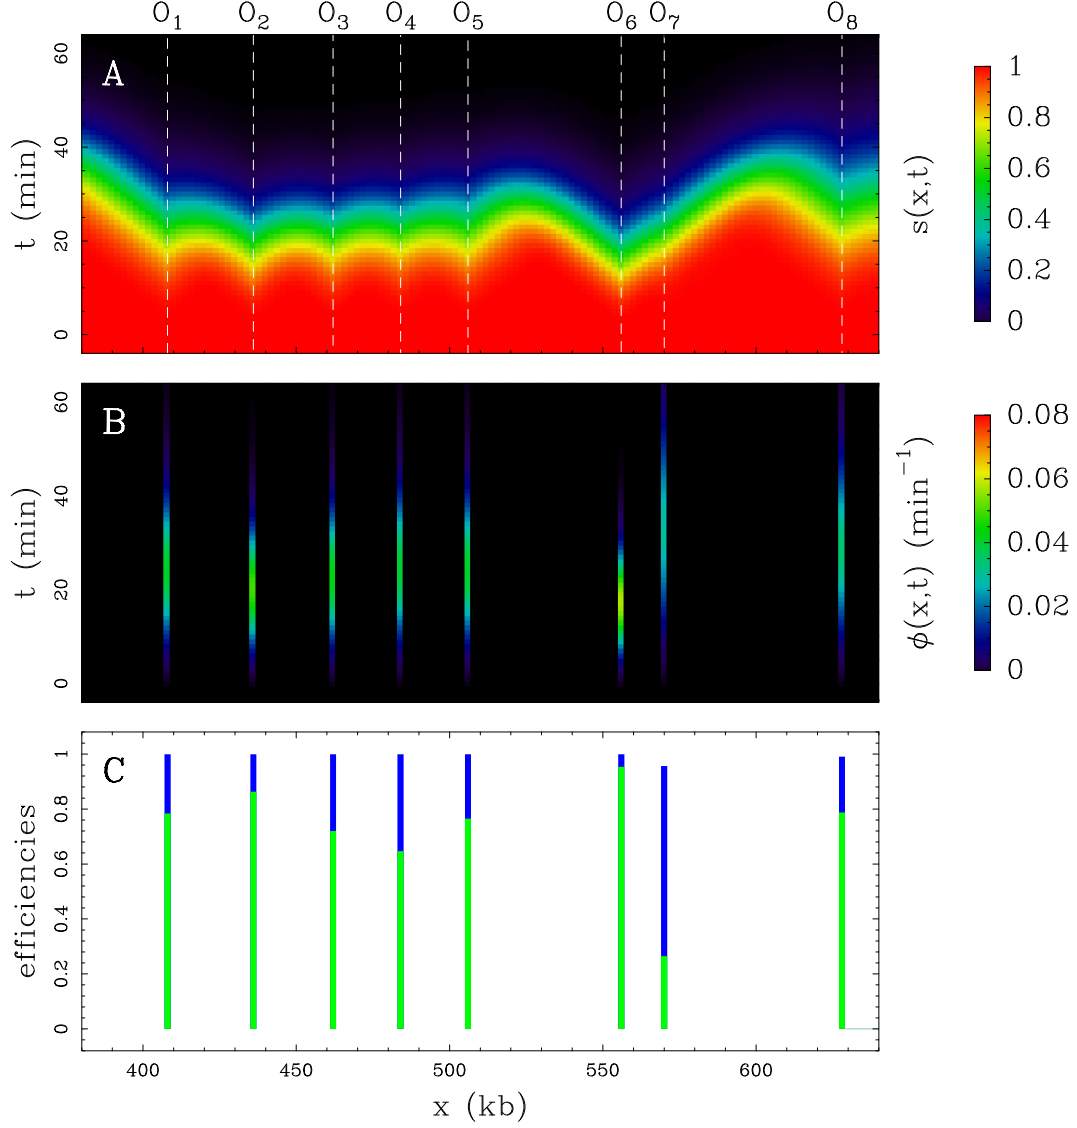 O1 O2 O3 O4 O5 O6 O7 O8
A
t (min)
0 20 40 60
s(x,t)
1
0.8
0.6
0.4
0.2
0
B
t (min)
0 20 40 60
ϕ(x,t) (min−1)
0.08
0.06
0.04
0.02
0
C
efficiencies
0 0.2 0.4 0.6 0.8 1
400 450 500 550 600
x (kb)